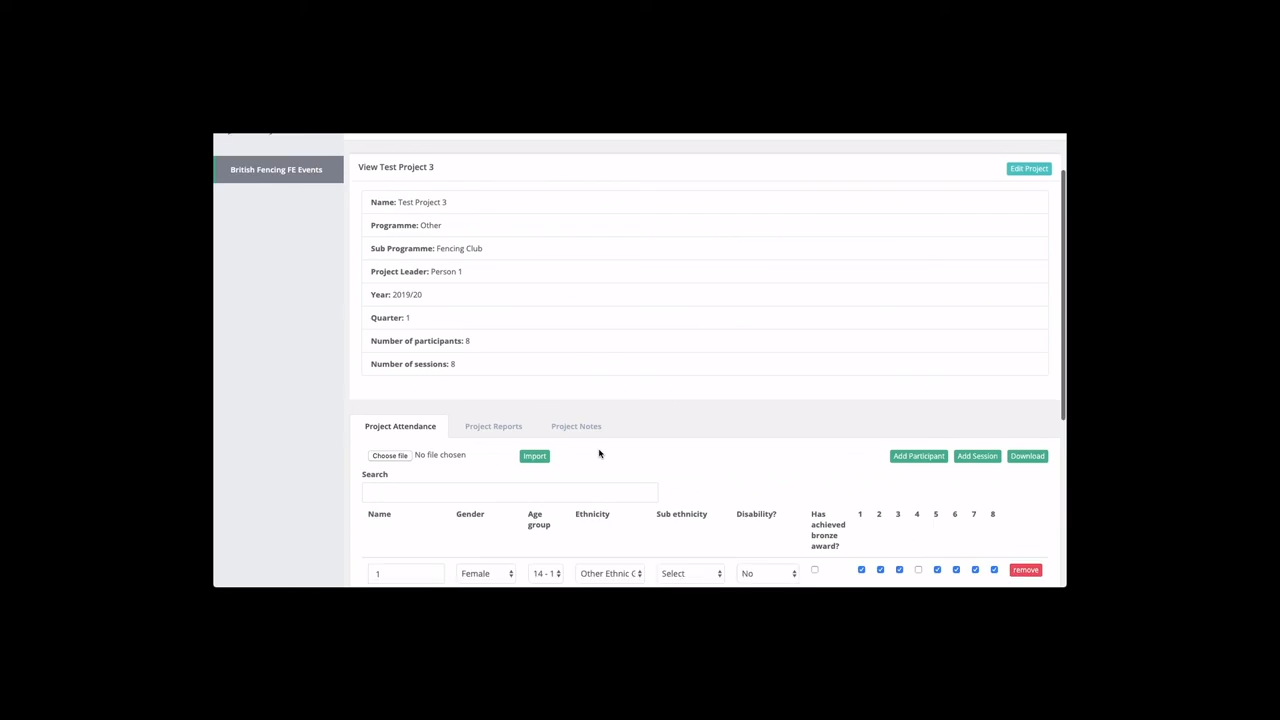 British Fencing FE Events
View Test Project 3
Edit Project
Name: Test Project 3
Programme: Other
Sub Programme: Fencing Club
Project Leader: Person 1
Year: 2019/20
Quarter: 1
Number of participants: 8
Number of sessions: 8
Project Attendance Project Reports Project Notes
Choose file No file chosen Import Add Participant Add Session Download
Search
Name Gender Age group Ethnicity Sub ethnicity Disability? Has achieved bronze award? 1 2 3 4 5 6 7 8
1 Female 14 - 1 Other Ethnic Select No remove